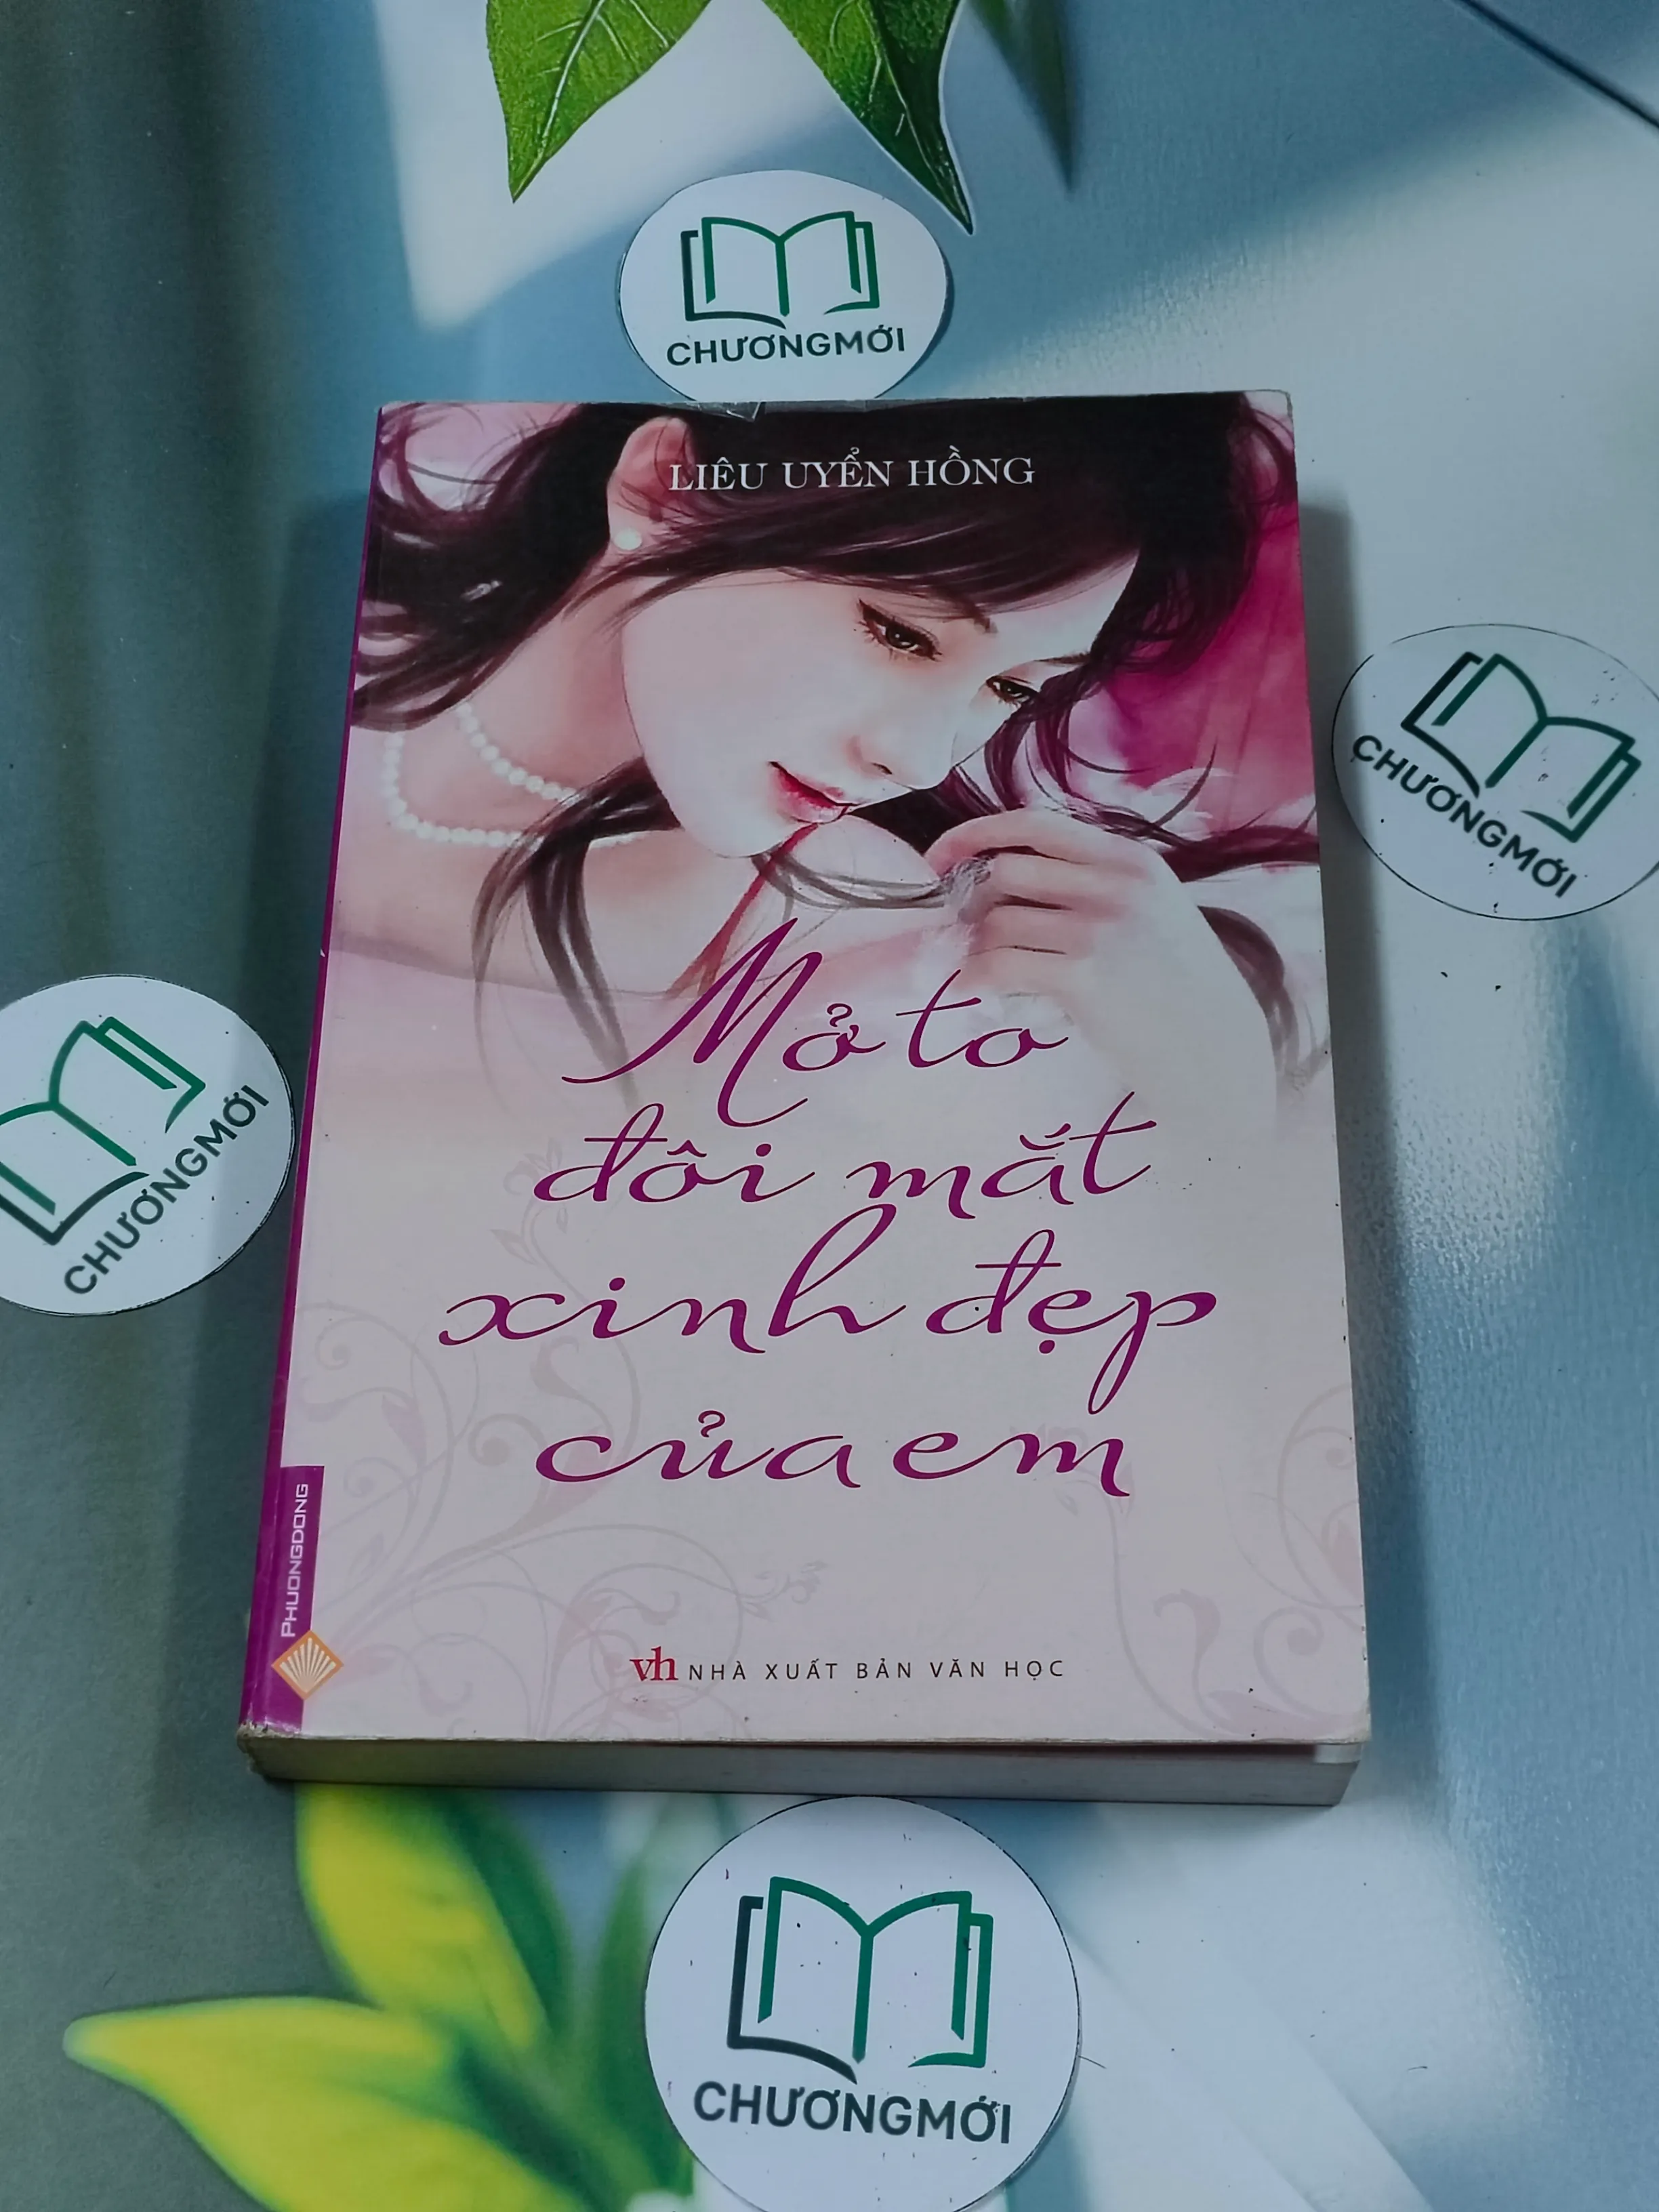 CHƯƠNGMỚI
LIÊU UYỂN HỒNG
CHƯƠNGMỚI
Mở to
đôi mắt
xinh đẹp
của em
CHƯƠNGMỚI
PHUONGDONG
vh NHÀ XUẤT BẢN VĂN HỌC
CHƯƠNGMỚI